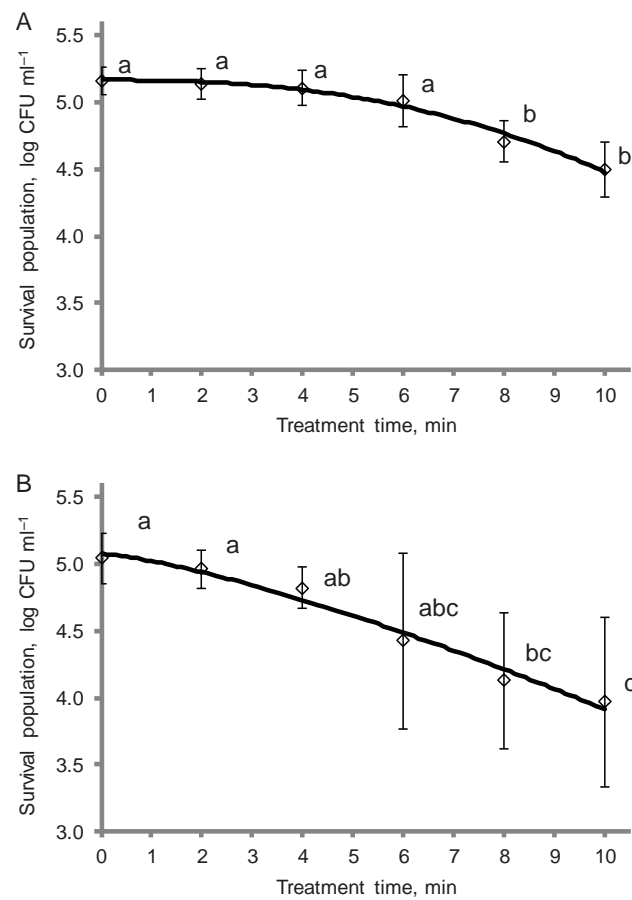 A
Survival population, log CFU ml⁻¹
5.5
5.0
4.5
4.0
3.5
3.0
a
a
a
a
b
b
0 1 2 3 4 5 6 7 8 9 10
Treatment time, min
B
Survival population, log CFU ml⁻¹
5.5
5.0
4.5
4.0
3.5
3.0
a
a
ab
abc
bc
c
0 1 2 3 4 5 6 7 8 9 10
Treatment time, min